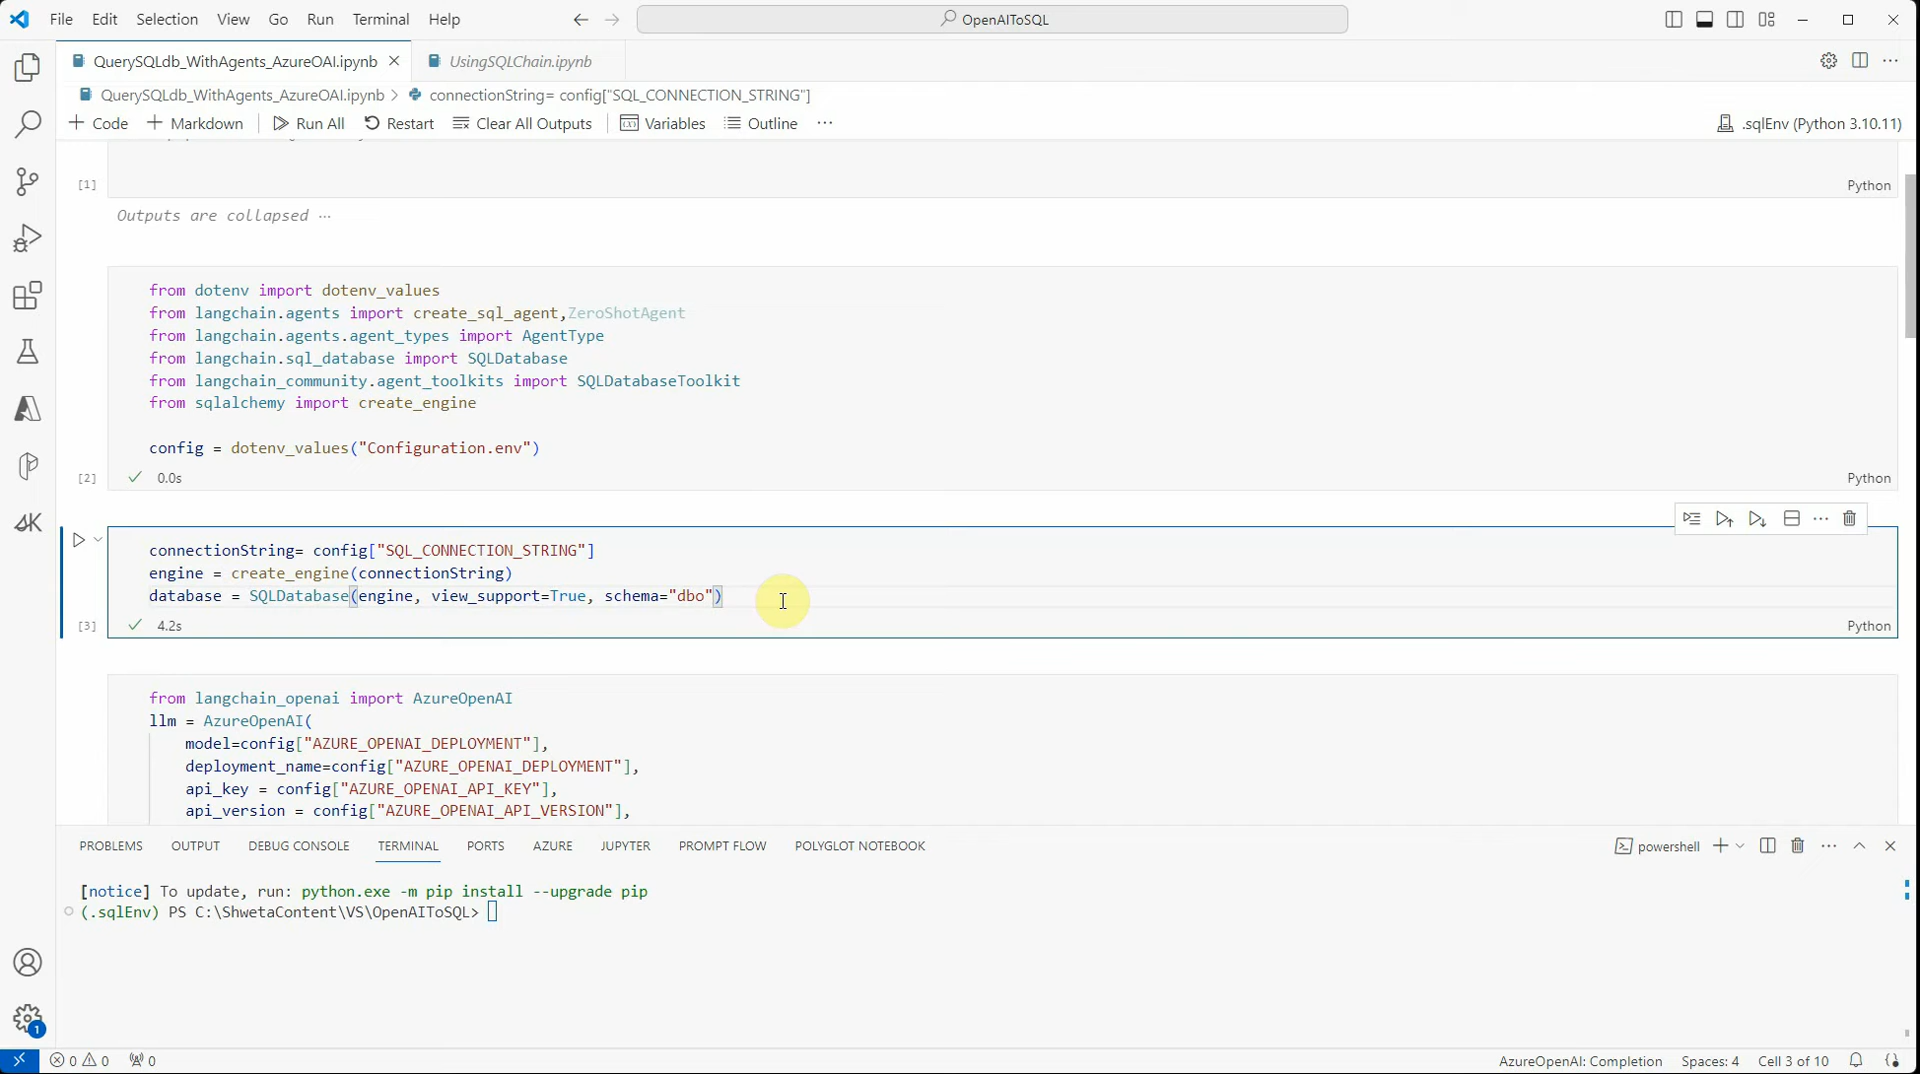 File Edit Selection View Go Run Terminal Help
OpenAIToSQL
QuerySQLdb_WithAgents_AzureOAI.ipynb
UsingSQLChain.ipynb
QuerySQLdb_WithAgents_AzureOAI.ipynb > connectionString= config["SQL_CONNECTION_STRING"]
+ Code + Markdown Run All Restart Clear All Outputs Variables Outline ···
.sqlEnv (Python 3.10.11)
[1]
Python
Outputs are collapsed ···
from dotenv import dotenv_values
from langchain.agents import create_sql_agent,ZeroShotAgent
from langchain.agents.agent_types import AgentType
from langchain.sql_database import SQLDatabase
from langchain_community.agent_toolkits import SQLDatabaseToolkit
from sqlalchemy import create_engine
config = dotenv_values("Configuration.env")
[2] 0.0s
Python
connectionString= config["SQL_CONNECTION_STRING"]
engine = create_engine(connectionString)
database = SQLDatabase(engine, view_support=True, schema="dbo")
[3] 4.2s
Python
from langchain_openai import AzureOpenAI
llm = AzureOpenAI(
model=config["AZURE_OPENAI_DEPLOYMENT"],
deployment_name=config["AZURE_OPENAI_DEPLOYMENT"],
api_key = config["AZURE_OPENAI_API_KEY"],
api_version = config["AZURE_OPENAI_API_VERSION"],
PROBLEMS OUTPUT DEBUG CONSOLE TERMINAL PORTS AZURE JUPYTER PROMPT FLOW POLYGLOT NOTEBOOK
powershell
[notice] To update, run: python.exe -m pip install --upgrade pip
(.sqlEnv) PS C:\ShwetaContent\VS\OpenAIToSQL>
1
0 0 0
AzureOpenAI: Completion Spaces: 4 Cell 3 of 10